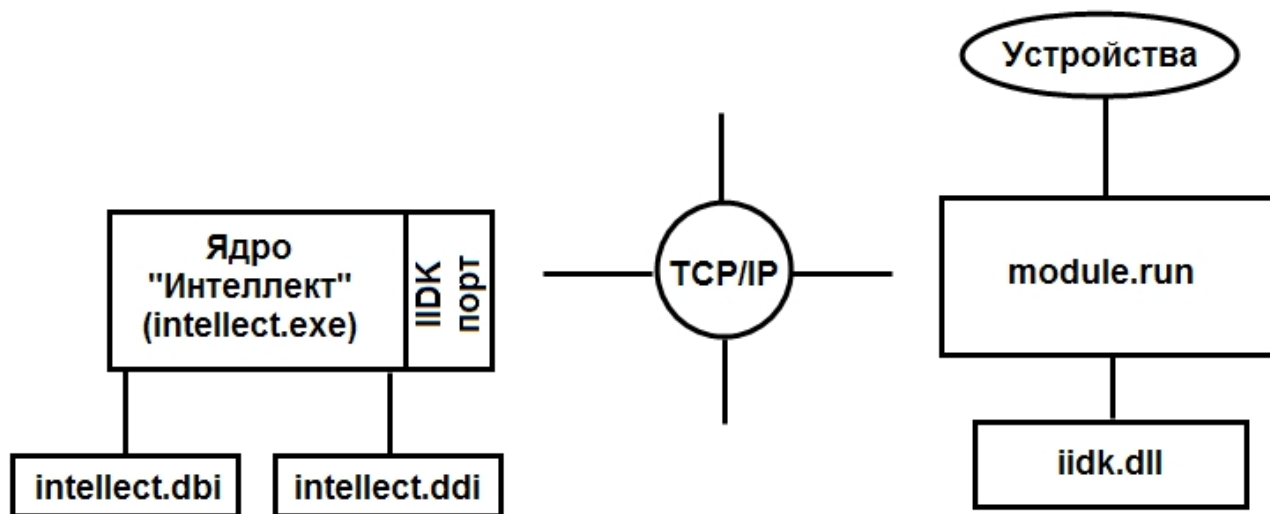 Устройства
Ядро
"Интеллект"
(intellect.exe)
IIDK
порт
TCP/IP
module.run
intellect.dbi
intellect.ddi
iidk.dll